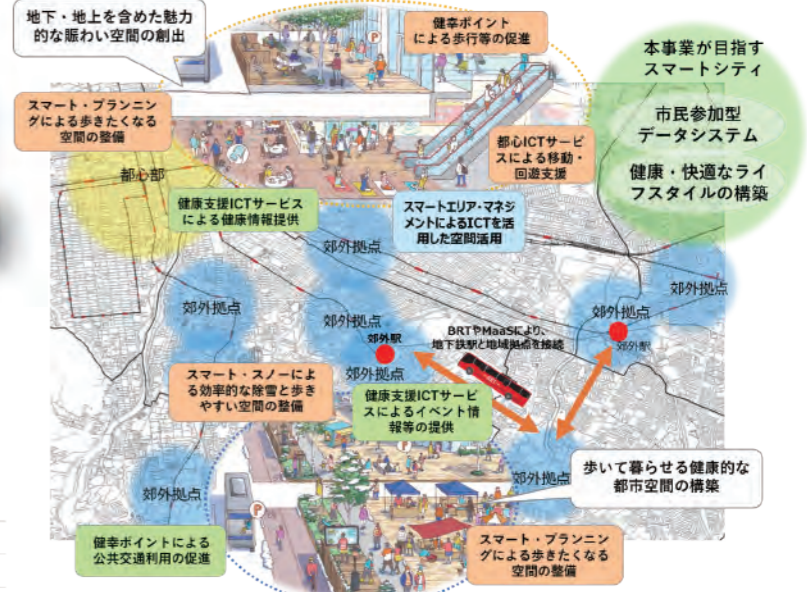 地下・地上を含めた魅力
的な賑わい空間の創出
健幸ポイント
による歩行等の促進
本事業が目指す
スマートシティ
市民参加型
データシステム
健康・快適なライ
フスタイルの構築
スマート・プランニン
グによる歩きたくなる
空間の整備
都心ICTサービ
スによる移動・
回遊支援
都心部
健康支援ICTサービス
による健康情報提供
スマートエリア・マネジ
メントによるICTを活
用した空間活用
郊外拠点
郊外拠点
郊外拠点
郊外拠点
郊外拠点
郊外駅
郊外拠点
BRTやMaaSにより、
地下鉄駅と地域拠点を接続
郊外駅
スマート・スノーによ
る効率的な除雪と歩き
やすい空間の整備
健康支援ICTサービ
スによるイベント情
報等の提供
郊外拠点
郊外拠点
歩いて暮らせる健康的な
都市空間の構築
健幸ポイントによる
公共交通利用の促進
スマート・プランニン
グによる歩きたくなる
空間の整備
P
P
P